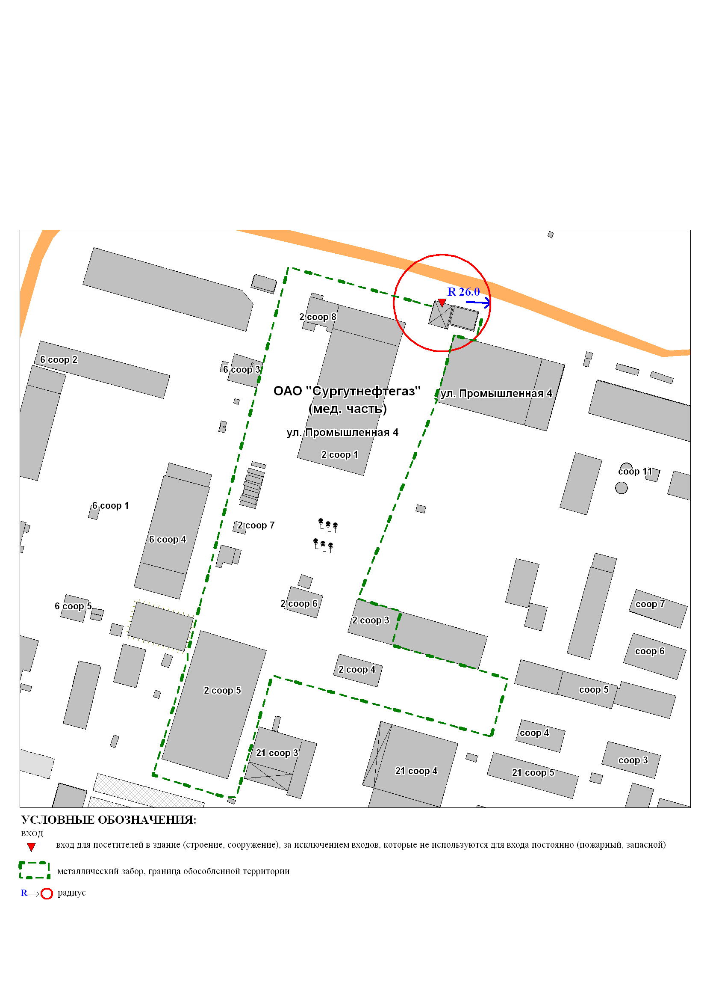 R 26.0
2 соор 8
6 соор 2
6 соор 3
ОАО "Сургутнефтегаз"
(мед. часть)
ул. Промышленная 4
ул. Промышленная 4
2 соор 1
соор 11
6 соор 1
2 соор 7
6 соор 4
6 соор 5
2 соор 6
соор 7
2 соор 3
соор 6
2 соор 4
2 соор 5
соор 5
соор 4
21 соор 3
соор 3
21 соор 4
21 соор 5
УСЛОВНЫЕ ОБОЗНАЧЕНИЯ:
ВХОД
вход для посетителей в здание (строение, сооружение), за исключением входов, которые не используются для входа постоянно (пожарный, запасной)
металлический забор, граница обособленной территории
R радиус